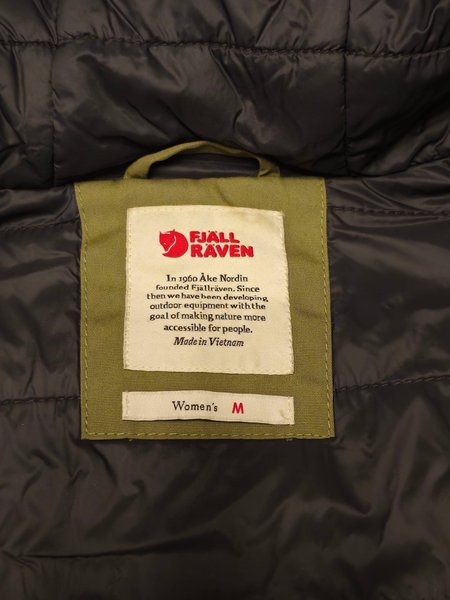 FJÄLL
RÄVEN
In 1960 Åke Nordin
founded Fjällräven. Since
then we have been developing
outdoor equipment with the
goal of making nature more
accessible for people.
Made in Vietnam
Women's M